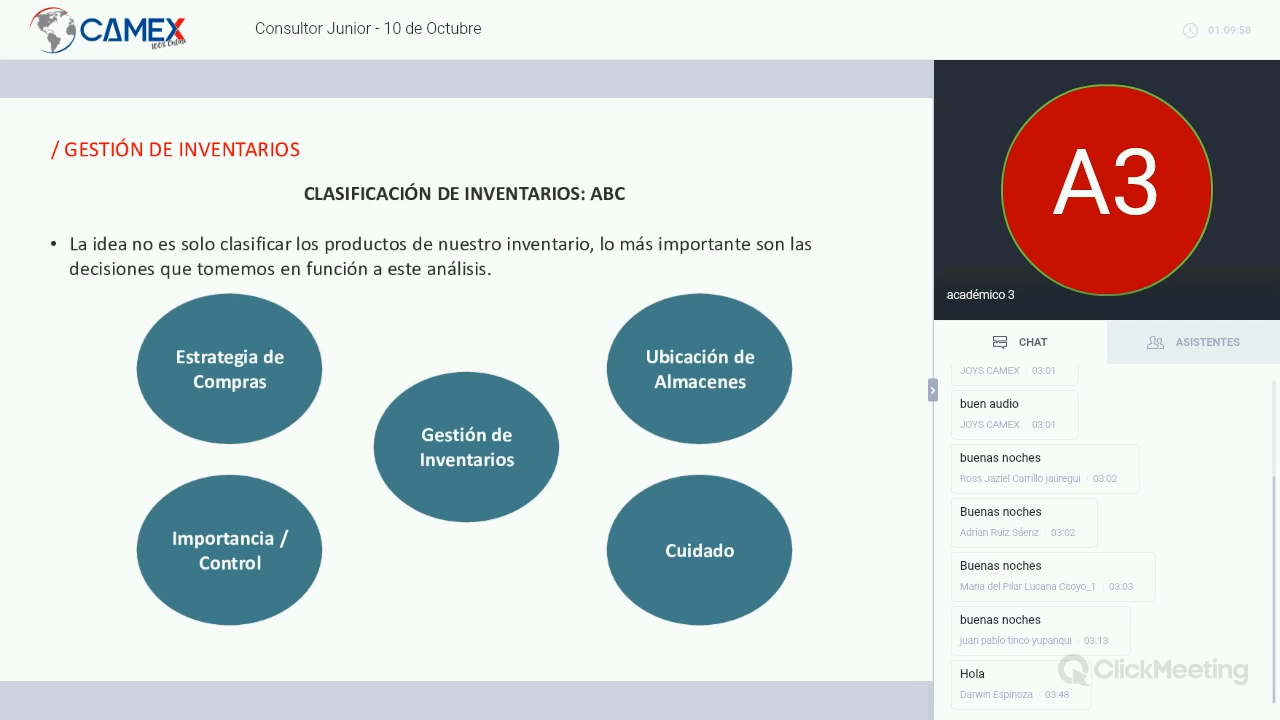 CAMEX
100% Online
Consultor Junior - 10 de Octubre
01:09:58
/ GESTIÓN DE INVENTARIOS
CLASIFICACIÓN DE INVENTARIOS: ABC
• La idea no es solo clasificar los productos de nuestro inventario, lo más importante son las
decisiones que tomemos en función a este análisis.
Estrategia de
Compras
Ubicación de
Almacenes
Gestión de
Inventarios
Importancia /
Control
Cuidado
A3
académico 3
CHAT
ASISTENTES
JOYS CAMEX 03:01
buen audio
JOYS CAMEX 03:01
buenas noches
Ross Jaziel Carrillo jauregui 03:02
Buenas noches
Adrian Ruiz Sáenz 03:02
Buenas noches
Maria del Pilar Lucana Ccoyo_1 03:03
buenas noches
juan pablo tinco yupanqui 03:13
Hola
Darwin Espinoza 03:48
ClickMeeting